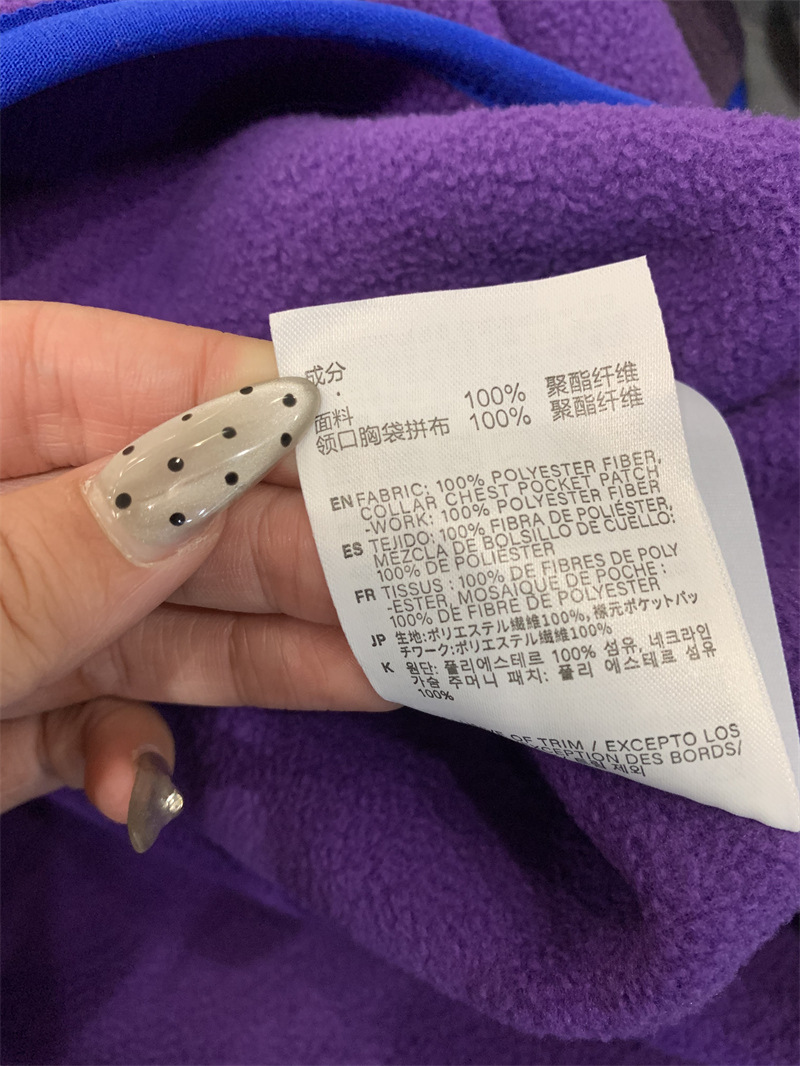 成分
:
面料 100% 聚酯纤维
领口胸袋拼布 100% 聚酯纤维
EN FABRIC: 100% POLYESTER FIBER,
COLLAR CHEST POCKET PATCH
-WORK: 100% POLYESTER FIBER
ES TEJIDO: 100% FIBRA DE POLIÉSTER,
MEZCLA DE BOLSILLO DE CUELLO:
100% DE POLIÉSTER
FR TISSUS : 100% DE FIBRES DE POLY
-ESTER, MOSAÏQUE DE POCHE :
100% DE FIBRE DE POLYESTER
JP 生地:ポリエステル繊維100%, 襟元ポケットパッ
チワーク:ポリエステル繊維100%
K 원단: 폴리에스테르 100% 섬유, 네크라인
가슴 주머니 패치: 폴리 에스테르 섬유
100%
OF TRIM / EXCEPTO LOS
EXCEPTION DES BORDS/
제외